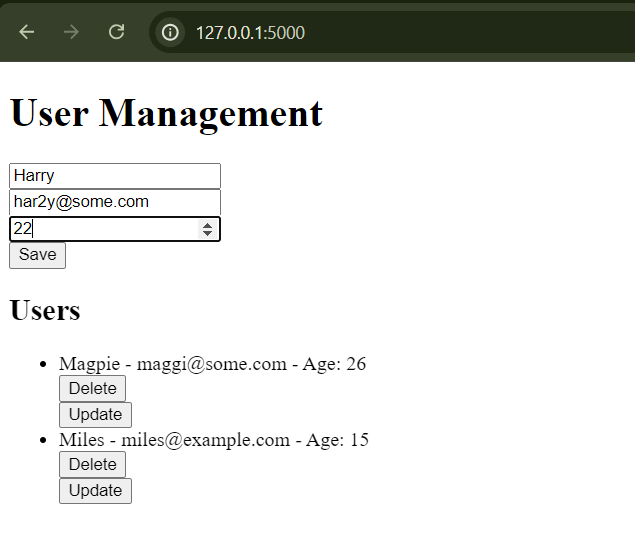 127.0.0.1:5000
User Management
Harry
har2y@some.com
22
Save
Users
Magpie - maggi@some.com - Age: 26
Delete
Update
Miles - miles@example.com - Age: 15
Delete
Update